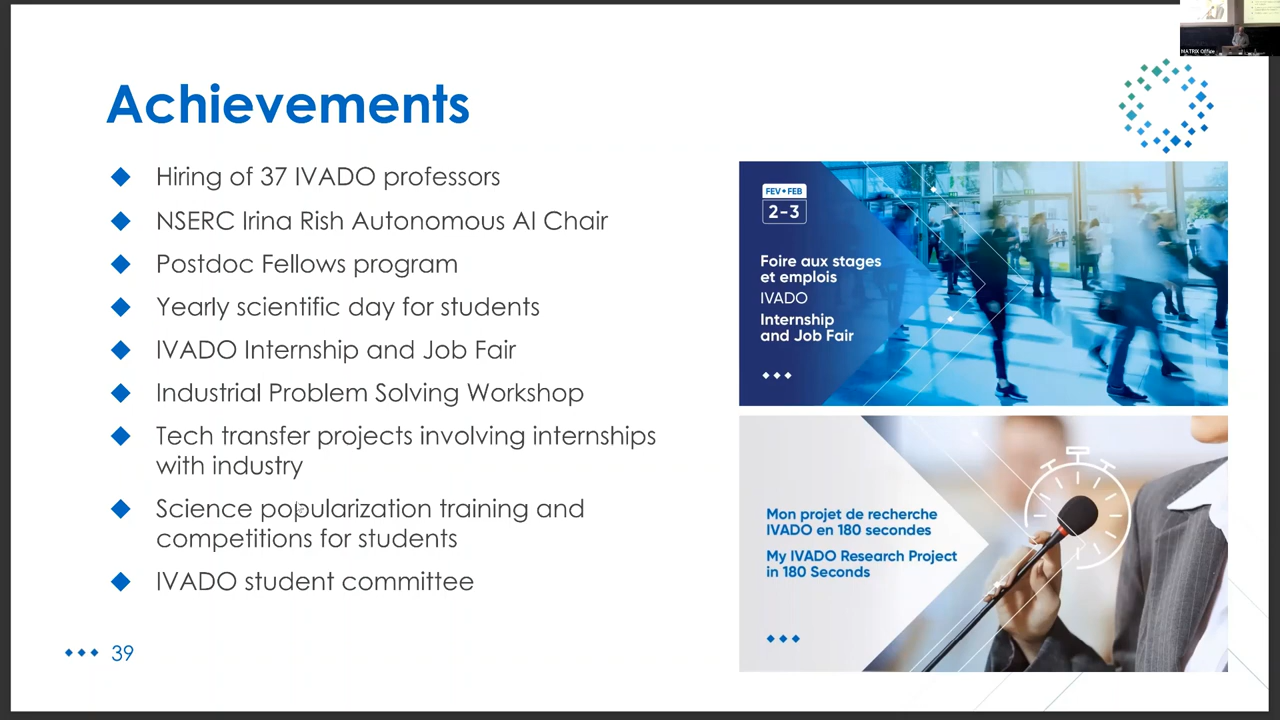 MATRIX Office
Achievements
Hiring of 37 IVADO professors
NSERC Irina Rish Autonomous AI Chair
Postdoc Fellows program
Yearly scientific day for students
IVADO Internship and Job Fair
Industrial Problem Solving Workshop
Tech transfer projects involving internships
with industry
Science popularization training and
competitions for students
IVADO student committee
39
FEV•FEB
2-3
Foire aux stages
et emplois
IVADO
Internship
and Job Fair
Mon projet de recherche
IVADO en 180 secondes
My IVADO Research Project
in 180 Seconds